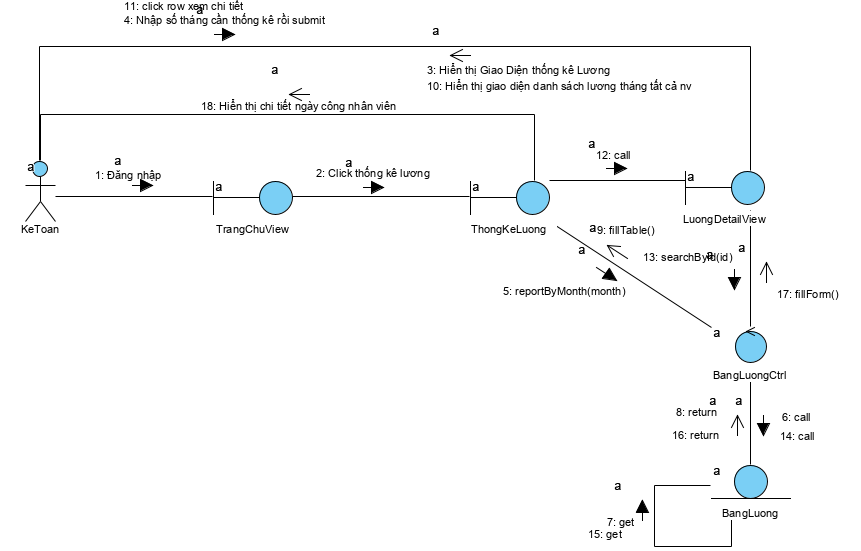 11: click row xem chi tiết
a
4: Nhập số tháng cần thống kê rồi submit
a
3: Hiển thị Giao Diện thống kê Lương
a
10: Hiển thị giao diện danh sách lương tháng tất cả nv
18: Hiển thị chi tiết ngày công nhân viên
a
12: call
a
1: Đăng nhập
a
2: Click thống kê lương
a
a
a
a
KeToan
TrangChuView
ThongKeLuong
LuongDetailView
a
9: fillTable()
a
13: searchById(id)
a
a
5: reportByMonth(month)
17: fillForm()
a
BangLuongCtrl
a
a
8: return
6: call
16: return
14: call
a
a
BangLuong
7: get
15: get